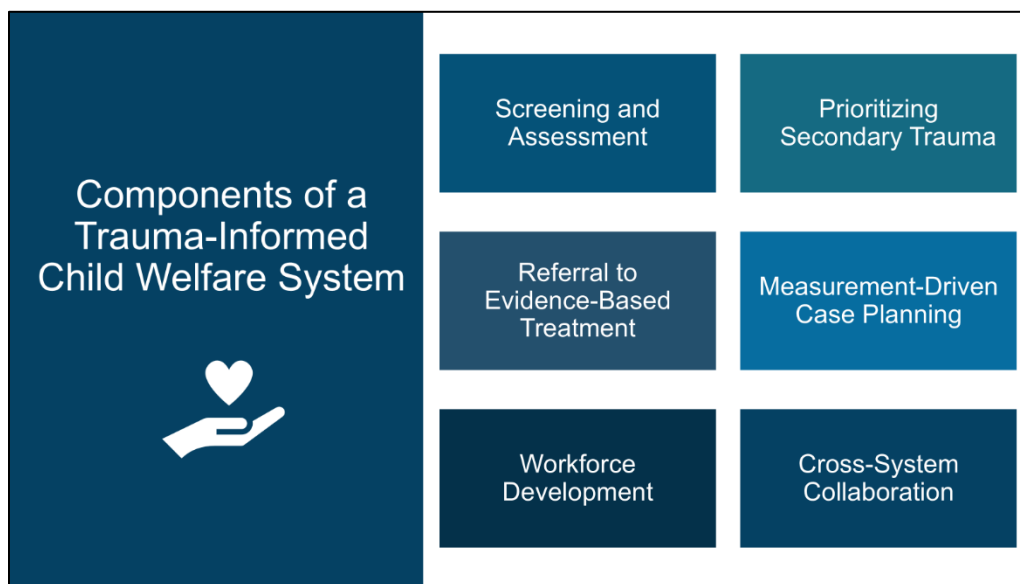 Components of a
Trauma-Informed
Child Welfare System
Screening and
Assessment
Prioritizing
Secondary Trauma
Referral to
Evidence-Based
Treatment
Measurement-Driven
Case Planning
Workforce
Development
Cross-System
Collaboration